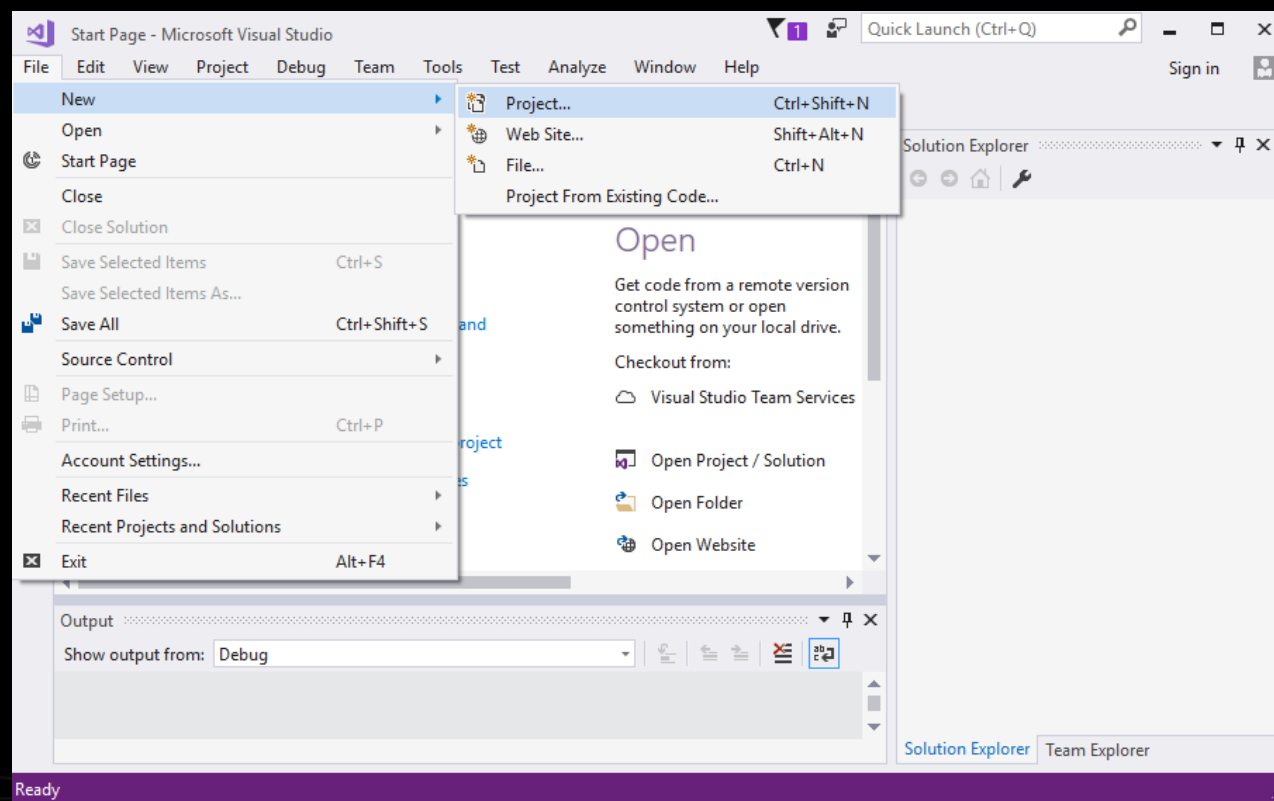 Start Page - Microsoft Visual Studio
1
Quick Launch (Ctrl+Q)
File Edit View Project Debug Team Tools Test Analyze Window Help
Sign in
New
Open
Start Page
Close
Close Solution
Save Selected Items Ctrl+S
Save Selected Items As...
Save All Ctrl+Shift+S
Source Control
Page Setup...
Print... Ctrl+P
Account Settings...
Recent Files
Recent Projects and Solutions
Exit Alt+F4
Project... Ctrl+Shift+N
Web Site... Shift+Alt+N
File... Ctrl+N
Project From Existing Code...
and
roject
es
Open
Get code from a remote version
control system or open
something on your local drive.
Checkout from:
Visual Studio Team Services
Open Project / Solution
Open Folder
Open Website
Solution Explorer
Output
Show output from: Debug
Solution Explorer Team Explorer
Ready